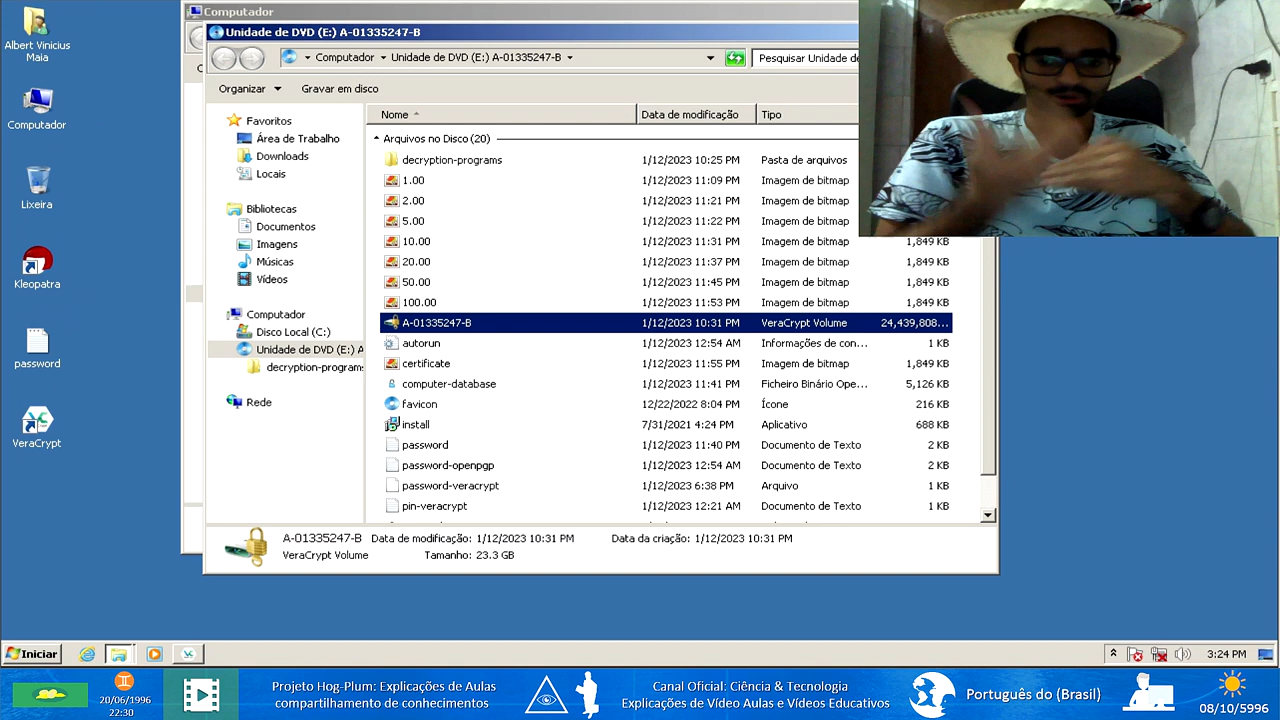 Albert Vinicius
Maia
Computador
Lixeira
Kleopatra
password
VeraCrypt
Computador
Unidade de DVD (E:) A-01335247-B
Computador
Unidade de DVD (E:) A-01335247-B
Pesquisar Unidade de
Organizar
Gravar em disco
Favoritos
Área de Trabalho
Downloads
Locais
Bibliotecas
Documentos
Imagens
Músicas
Vídeos
Computador
Disco Local (C:)
Unidade de DVD (E:) A
decryption-programs
Rede
Nome Data de modificação Tipo
Arquivos no Disco (20)
decryption-programs 1/12/2023 10:25 PM Pasta de arquivos
1.00 1/12/2023 11:09 PM Imagem de bitmap
2.00 1/12/2023 11:21 PM Imagem de bitmap
5.00 1/12/2023 11:22 PM Imagem de bitmap
10.00 1/12/2023 11:31 PM Imagem de bitmap 1,849 KB
20.00 1/12/2023 11:37 PM Imagem de bitmap 1,849 KB
50.00 1/12/2023 11:45 PM Imagem de bitmap 1,849 KB
100.00 1/12/2023 11:53 PM Imagem de bitmap 1,849 KB
A-01335247-B 1/12/2023 10:31 PM VeraCrypt Volume 24,439,808...
autorun 1/12/2023 12:54 AM Informações de con... 1 KB
certificate 1/12/2023 11:55 PM Imagem de bitmap 1,849 KB
computer-database 1/12/2023 11:41 PM Ficheiro Binário Ope... 5,126 KB
favicon 12/22/2022 8:04 PM Ícone 216 KB
install 7/31/2021 4:24 PM Aplicativo 688 KB
password 1/12/2023 11:40 PM Documento de Texto 2 KB
password-openpgp 1/12/2023 12:54 AM Documento de Texto 2 KB
password-veracrypt 1/12/2023 6:38 PM Arquivo 1 KB
pin-veracrypt 1/12/2023 12:21 AM Documento de Texto 1 KB
A-01335247-B Data de modificação: 1/12/2023 10:31 PM Data da criação: 1/12/2023 10:31 PM
VeraCrypt Volume Tamanho: 23.3 GB
Iniciar
3:24 PM
20/06/1996
22:30
Projeto Hog-Plum: Explicações de Aulas
compartilhamento de conhecimentos
Canal Oficial: Ciência & Tecnologia
Explicações de Vídeo Aulas e Vídeos Educativos
Português do (Brasil)
08/10/5996